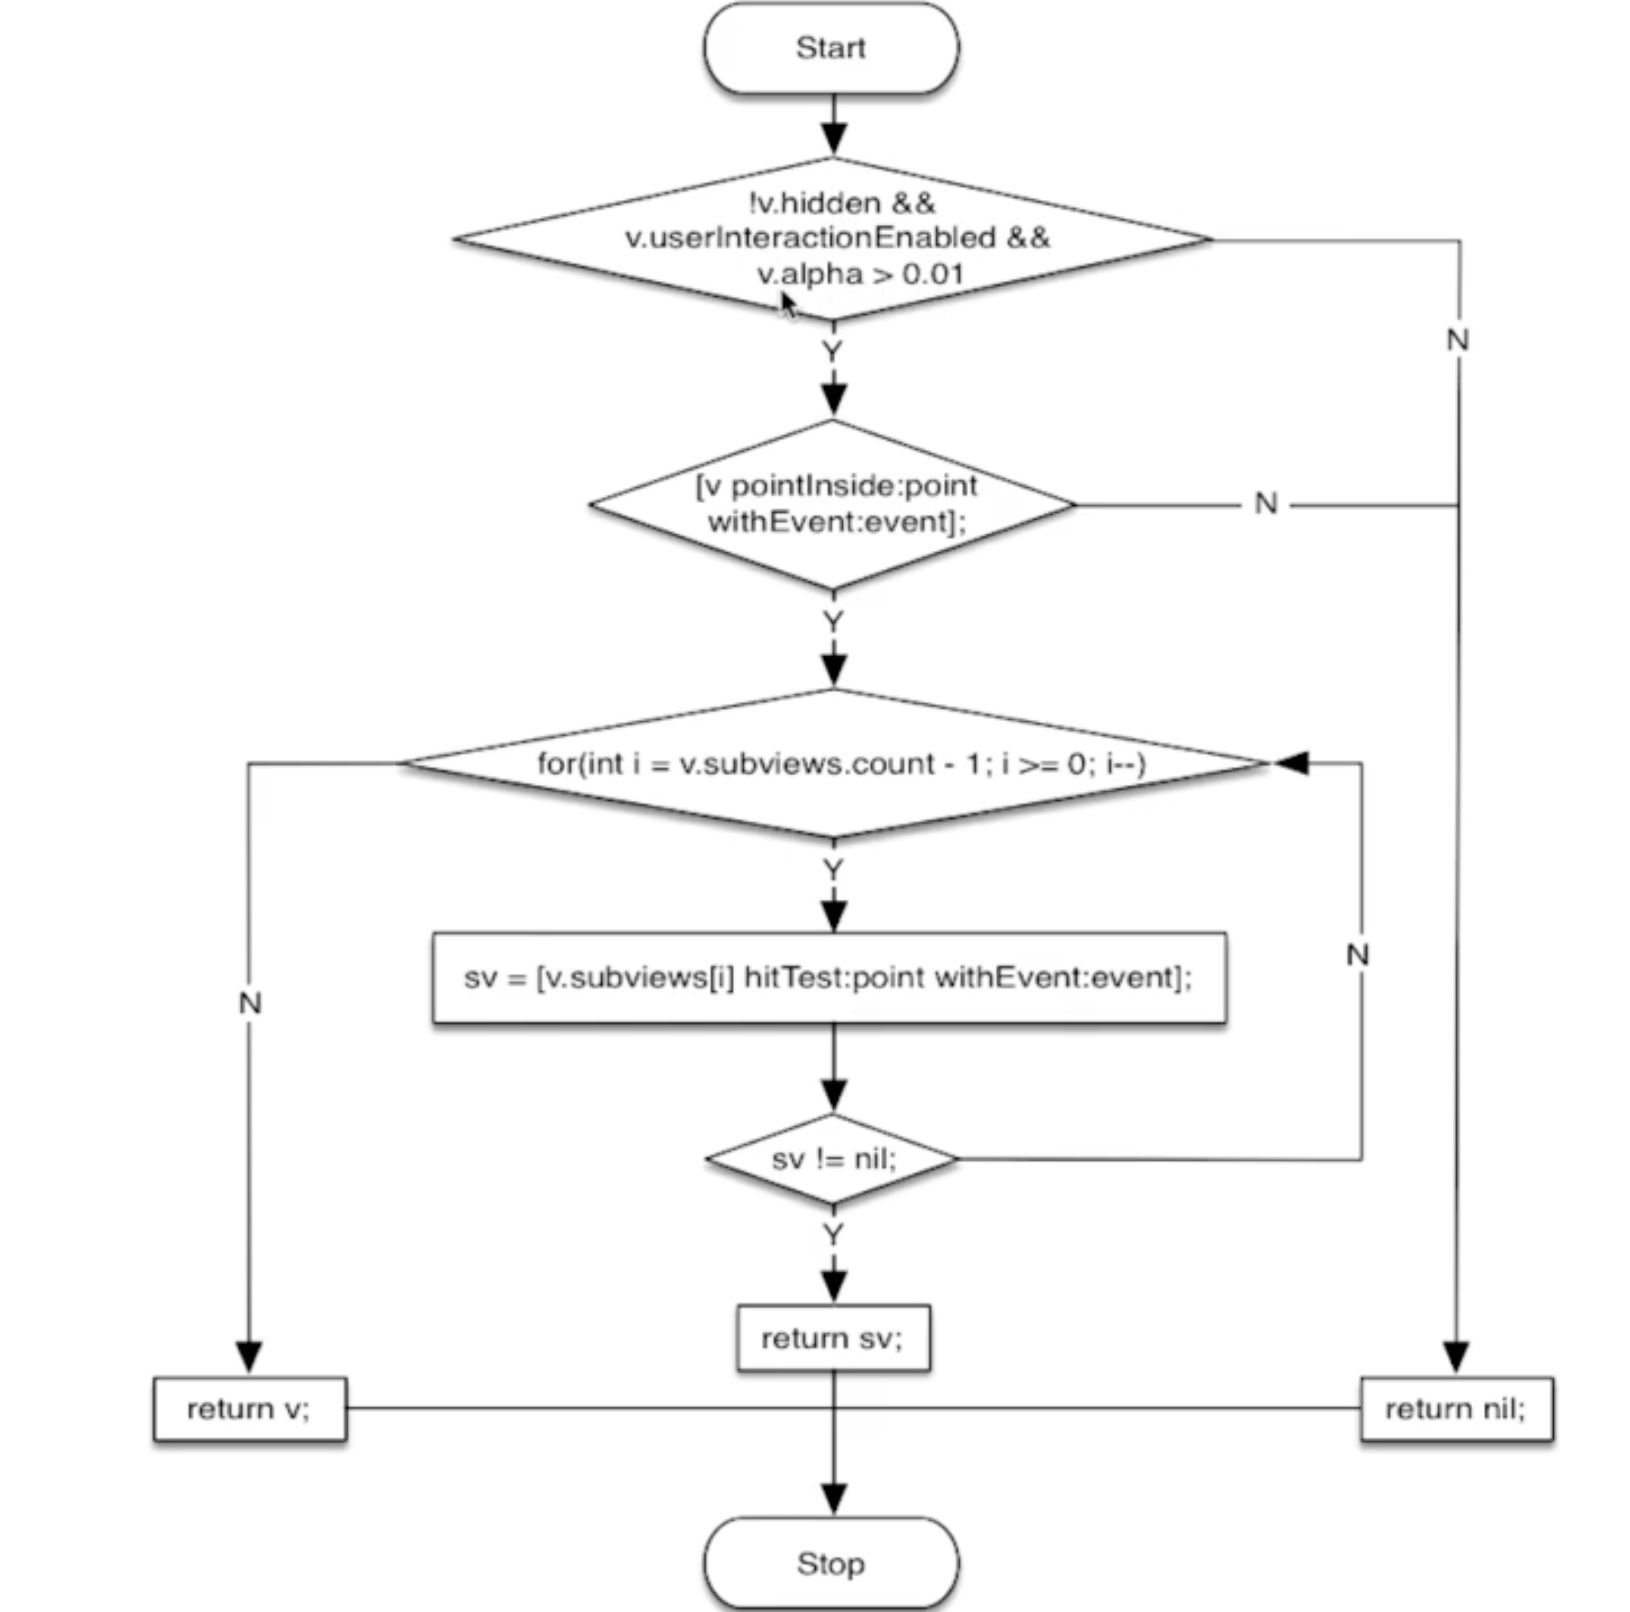 Start
!v.hidden &&
v.userInteractionEnabled &&
v.alpha > 0.01
N
Y
[v pointInside:point
withEvent:event];
N
Y
for(int i = v.subviews.count - 1; i >= 0; i--)
Y
N
sv = [v.subviews[i] hitTest:point withEvent:event];
N
sv != nil;
Y
return sv;
return v;
return nil;
Stop